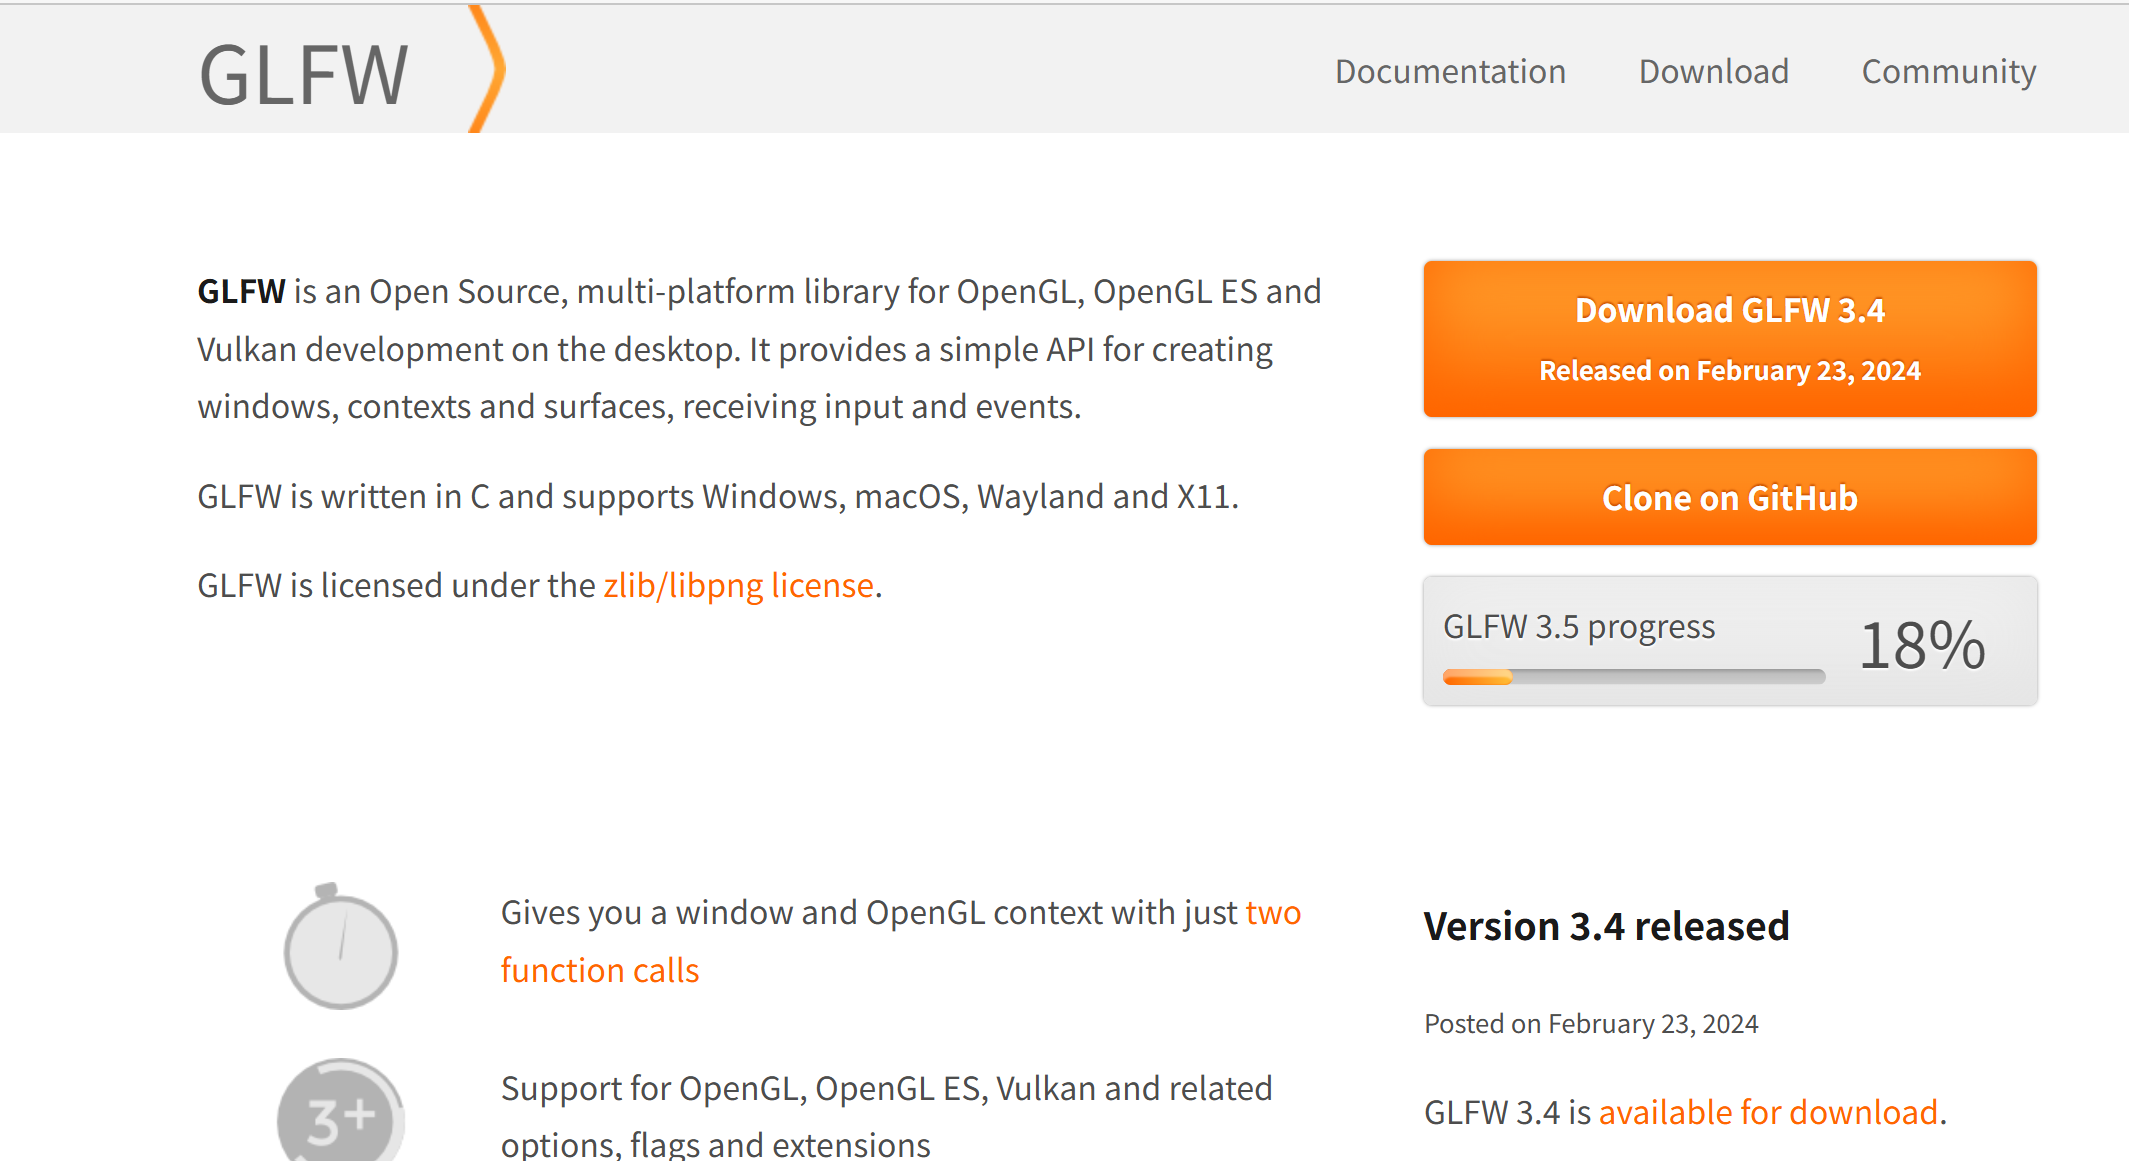 GLFW
Documentation
Download
Community
GLFW is an Open Source, multi-platform library for OpenGL, OpenGL ES and
Vulkan development on the desktop. It provides a simple API for creating
windows, contexts and surfaces, receiving input and events.
GLFW is written in C and supports Windows, macOS, Wayland and X11.
GLFW is licensed under the zlib/libpng license.
Download GLFW 3.4
Released on February 23, 2024
Clone on GitHub
GLFW 3.5 progress
18%
Gives you a window and OpenGL context with just two
function calls
3+
Support for OpenGL, OpenGL ES, Vulkan and related
options, flags and extensions
Version 3.4 released
Posted on February 23, 2024
GLFW 3.4 is available for download.